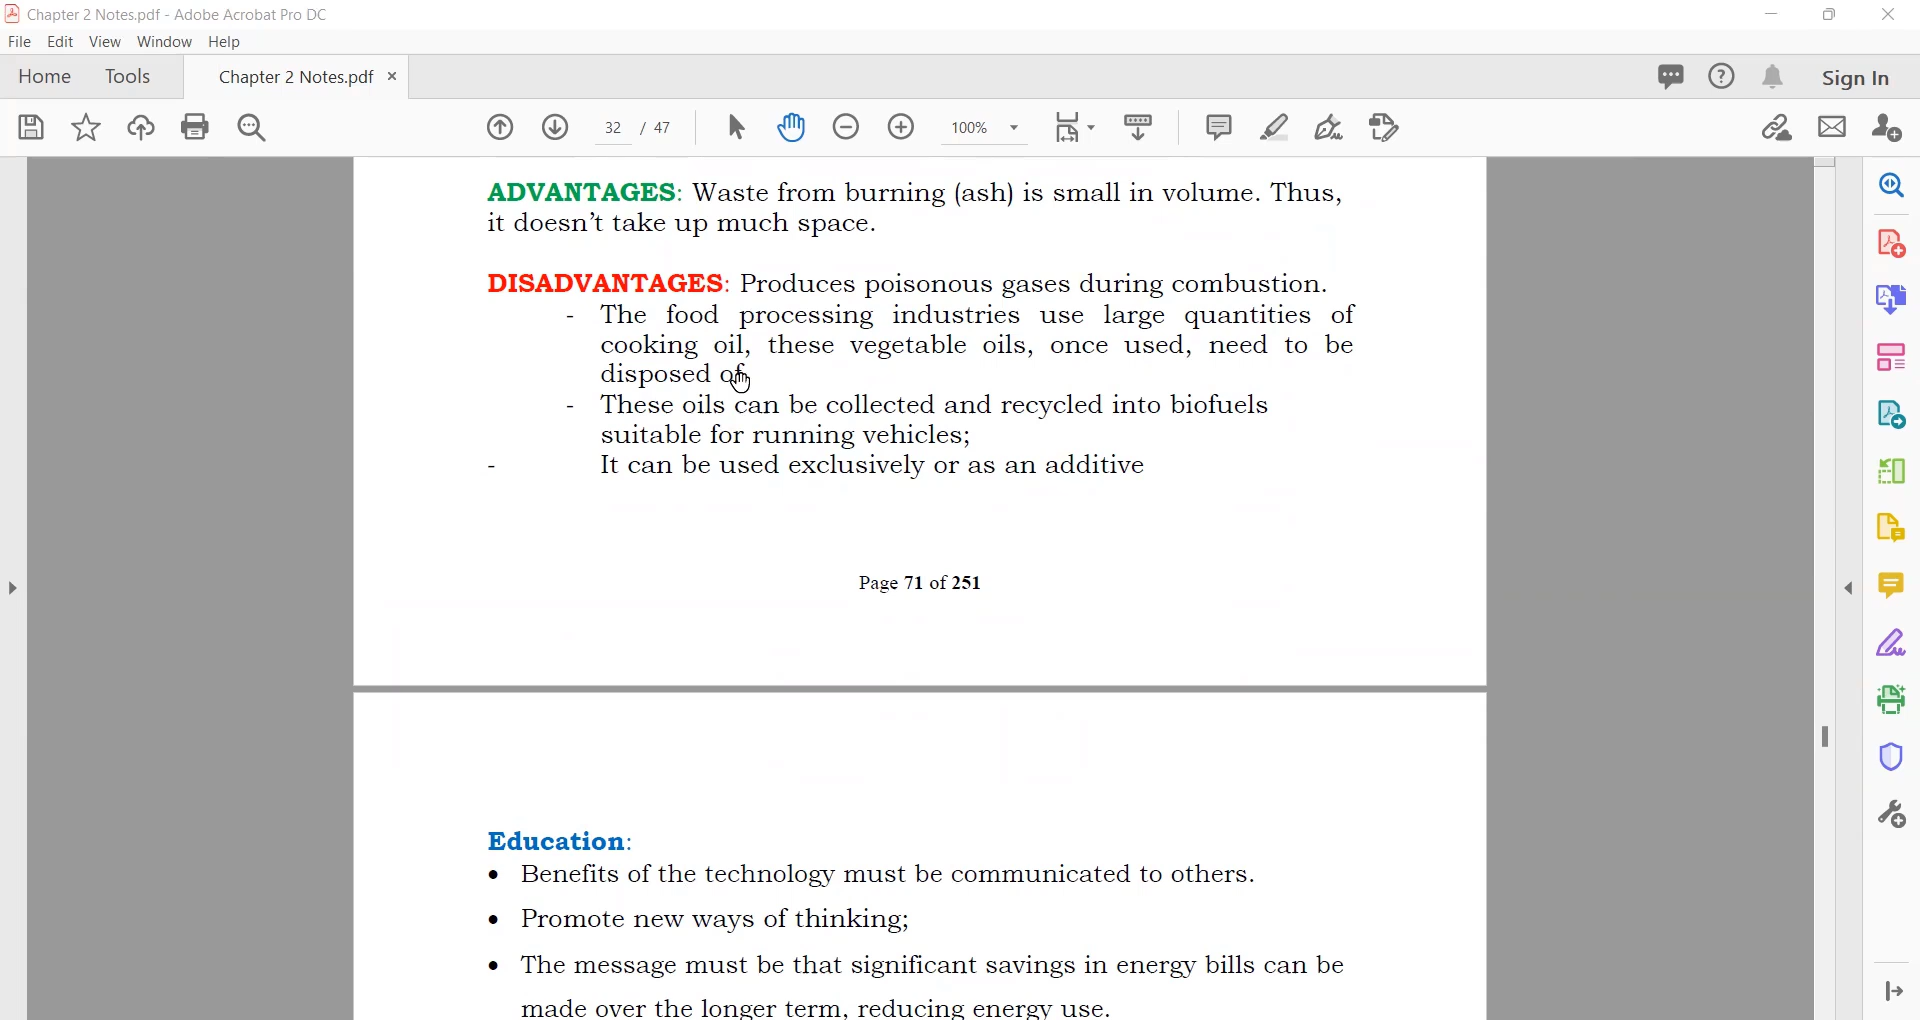 Chapter 2 Notes.pdf - Adobe Acrobat Pro DC
File Edit View Window Help
Home Tools Chapter 2 Notes.pdf × Sign In
32 / 47 100%
ADVANTAGES: Waste from burning (ash) is small in volume. Thus,
it doesn’t take up much space.
DISADVANTAGES: Produces poisonous gases during combustion.
- The food processing industries use large quantities of
cooking oil, these vegetable oils, once used, need to be
disposed of
- These oils can be collected and recycled into biofuels
suitable for running vehicles;
- It can be used exclusively or as an additive
Page 71 of 251
Education:
• Benefits of the technology must be communicated to others.
• Promote new ways of thinking;
• The message must be that significant savings in energy bills can be
made over the longer term, reducing energy use.